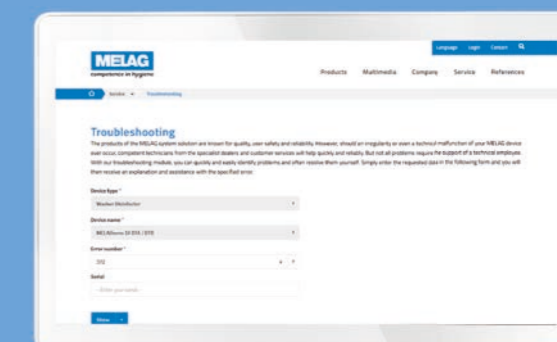 Language Login Contact
MELAG
competence in hygiene
Products Multimedia Company Service References
Service Troubleshooting
Troubleshooting
The products of the MELAG system solution are known for quality, user safety and reliability. However, should an irregularity or even a technical malfunction of your MELAG device
ever occur, competent technicians from the specialist dealers and customer services will help quickly and reliably. But not all problems require the support of a technical employee.
With our troubleshooting module, you can quickly and easily identify problems and often resolve them yourself. Simply enter the requested data in the following form and you will
then receive an explanation and assistance with the specified error.
Device type *
Washer Disinfector
Device name *
MELAtherm 10 DTA / DTB
Error number *
Serial
Show